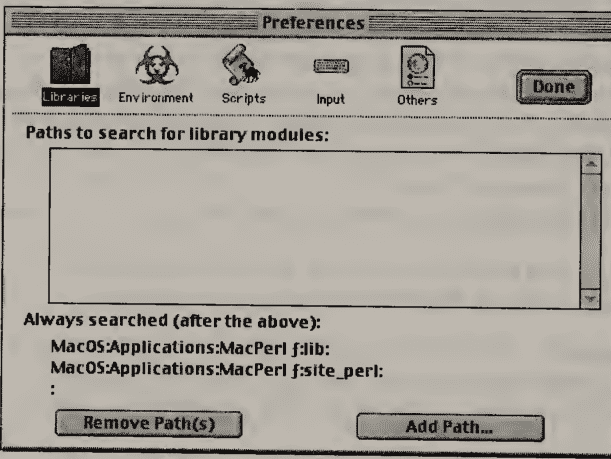 Preferences
Libraries
Environment
Scripts
Input
Others
Done
Paths to search for library modules:
Always searched (after the above):
MacOS:Applications:MacPerl ƒ:lib:
MacOS:Applications:MacPerl ƒ:site_perl:
:
Remove Path(s)
Add Path...